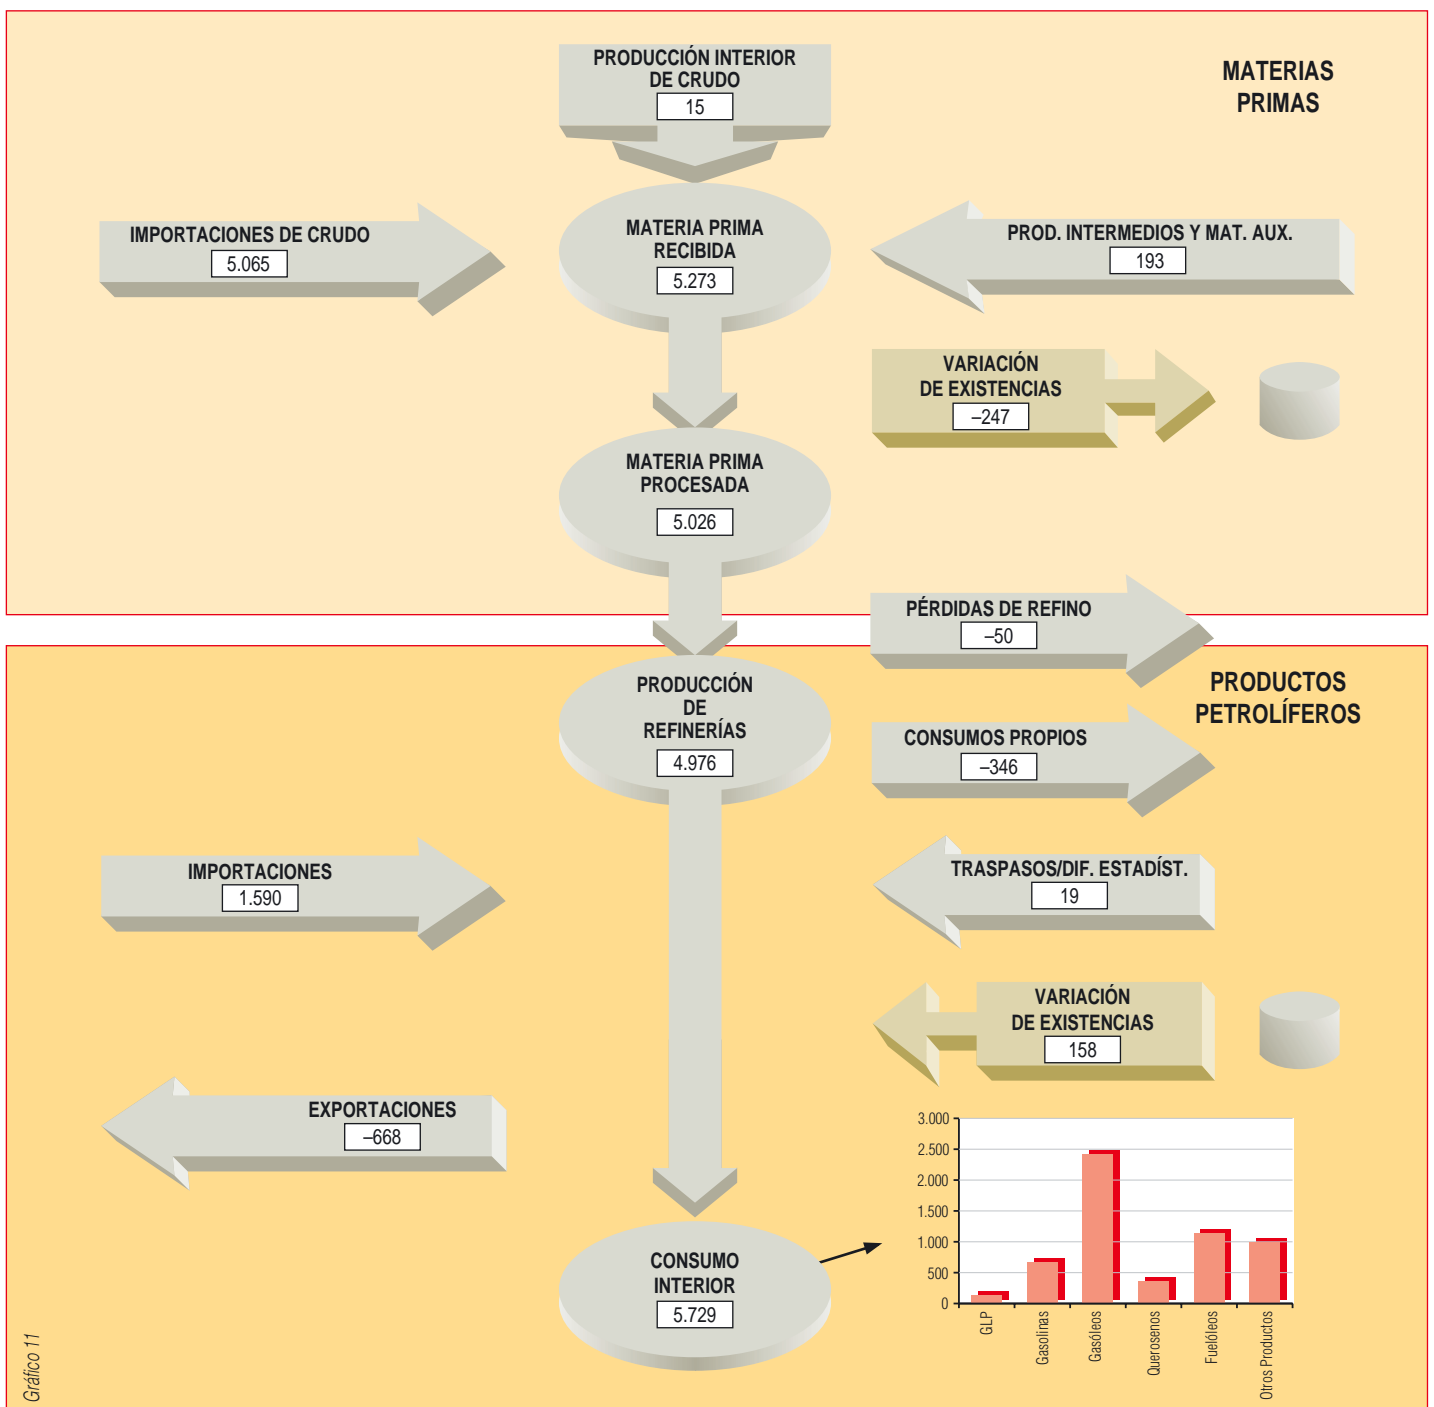 PRODUCCIÓN INTERIOR
DE CRUDO
15
MATERIAS
PRIMAS
IMPORTACIONES DE CRUDO
5.065
MATERIA PRIMA
RECIBIDA
5.273
PROD. INTERMEDIOS Y MAT. AUX.
193
VARIACIÓN
DE EXISTENCIAS
–247
MATERIA PRIMA
PROCESADA
5.026
PÉRDIDAS DE REFINO
–50
PRODUCTOS
PETROLÍFEROS
PRODUCCIÓN
DE
REFINERÍAS
4.976
CONSUMOS PROPIOS
–346
IMPORTACIONES
1.590
TRASPASOS/DIF. ESTADÍST.
19
VARIACIÓN
DE EXISTENCIAS
158
EXPORTACIONES
–668
CONSUMO
INTERIOR
5.729
3.000
2.500
2.000
1.500
1.000
500
0
GLP
Gasolinas
Gasóleos
Querosenos
Fuelóleos
Otros Productos
Gráfico 11